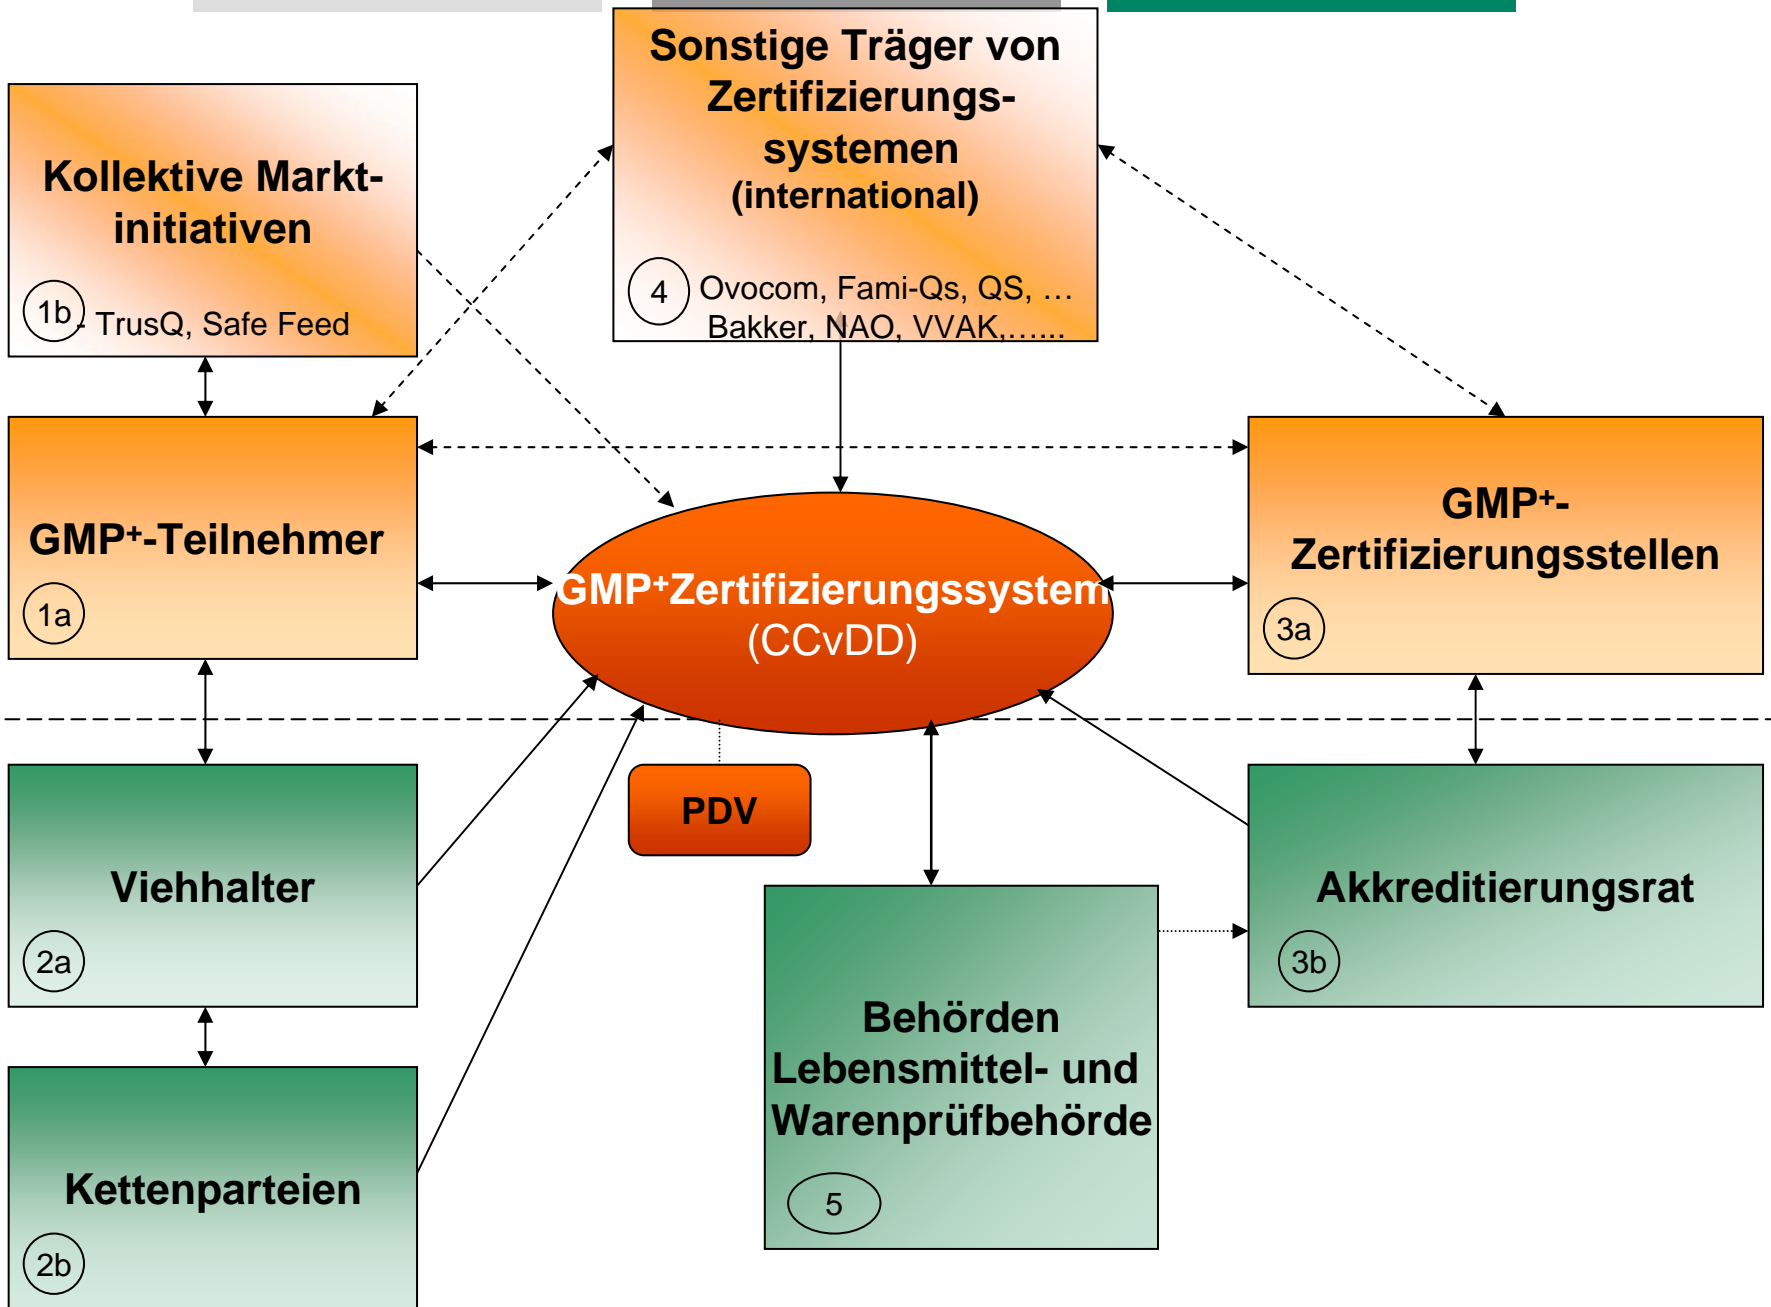 Sonstige Träger von
Zertifizierungs-
systemen
(international)
4
Ovocom, Fami-Qs, QS, …
Bakker, NAO, VVAK,…...
Kollektive Markt-
initiativen
1b
- TrusQ, Safe Feed
GMP+-Teilnehmer
1a
GMP+Zertifizierungssystem
(CCvDD)
GMP+-
Zertifizierungsstellen
3a
PDV
Viehhalter
2a
Akkreditierungsrat
3b
Behörden
Lebensmittel- und
Warenprüfbehörde
5
Kettenparteien
2b